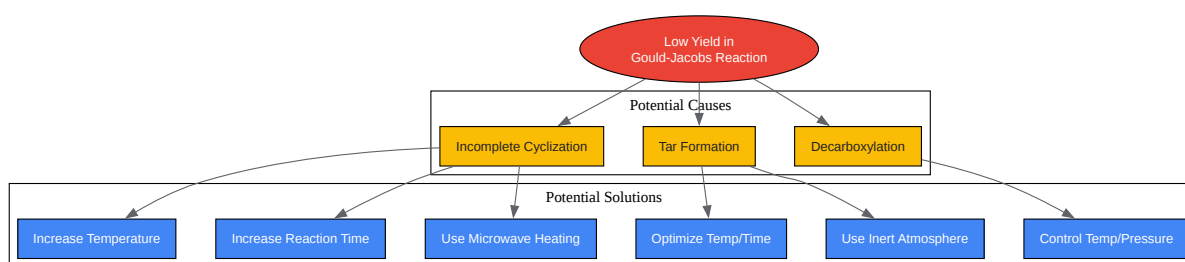 Low Yield in
Gould-Jacobs Reaction
Potential Causes
Incomplete Cyclization
Tar Formation
Decarboxylation
Potential Solutions
Increase Temperature
Increase Reaction Time
Use Microwave Heating
Optimize Temp/Time
Use Inert Atmosphere
Control Temp/Pressure